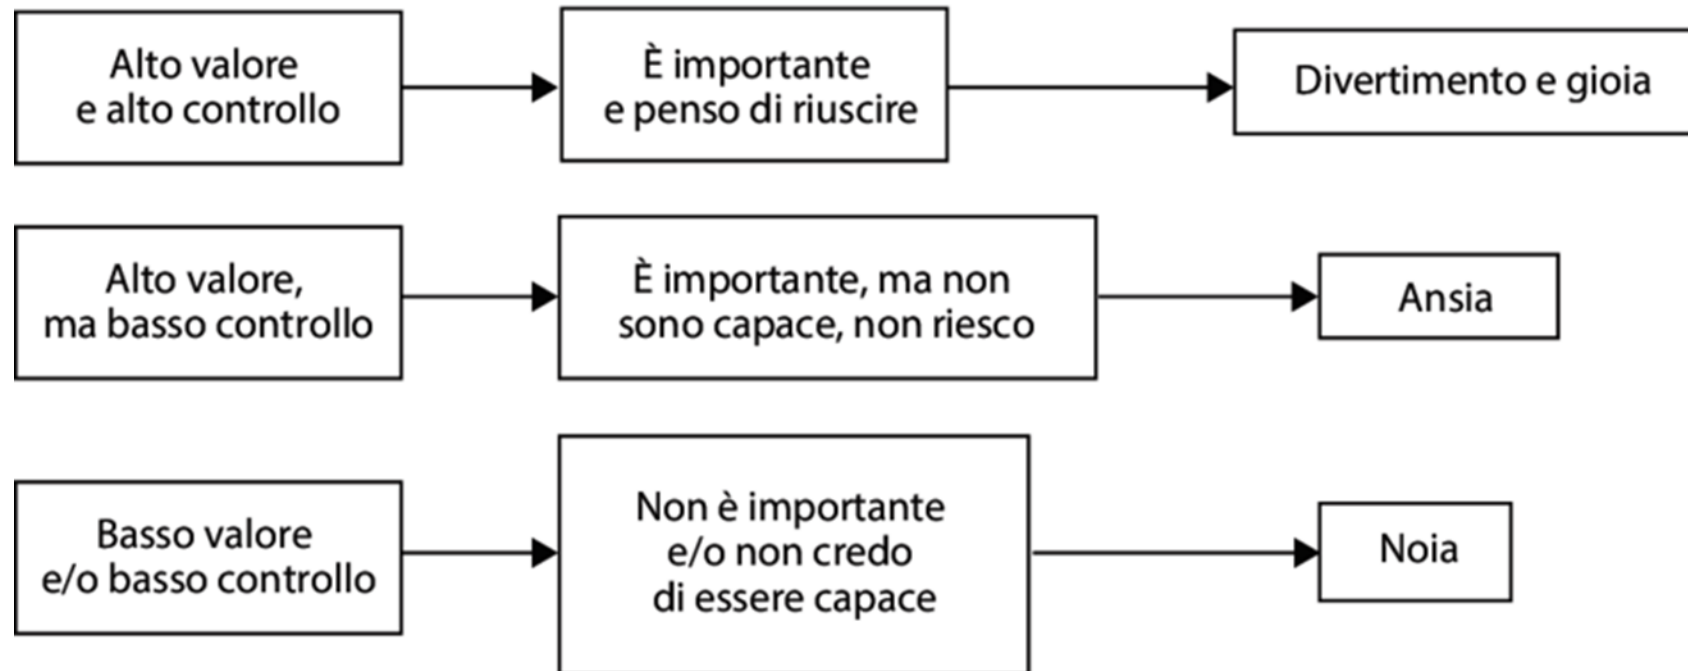 Alto valore
e alto controllo
È importante
e penso di riuscire
Divertimento e gioia
Alto valore,
ma basso controllo
È importante, ma non
sono capace, non riesco
Ansia
Basso valore
e/o basso controllo
Non è importante
e/o non credo
di essere capace
Noia